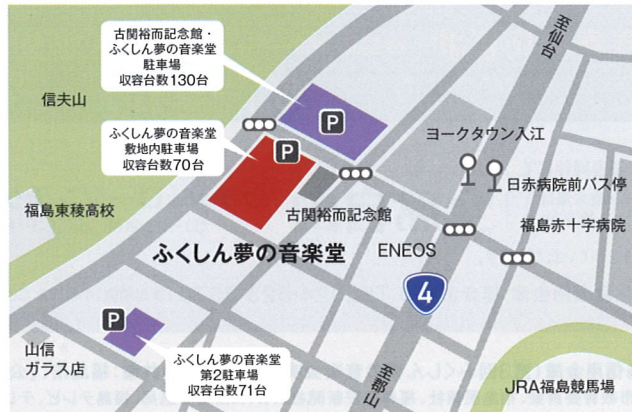 古関裕而記念館・
ふくしん夢の音楽堂
駐車場
収容台数130台
至仙台
信夫山
P
ヨークタウン入江
ふくしん夢の音楽堂
敷地内駐車場
収容台数70台
P
日赤病院前バス停
福島東稜高校
古関裕而記念館
福島赤十字病院
ふくしん夢の音楽堂
ENEOS
4
P
山信
ガラス店
ふくしん夢の音楽堂
第2駐車場
収容台数71台
至郡山
JRA福島競馬場